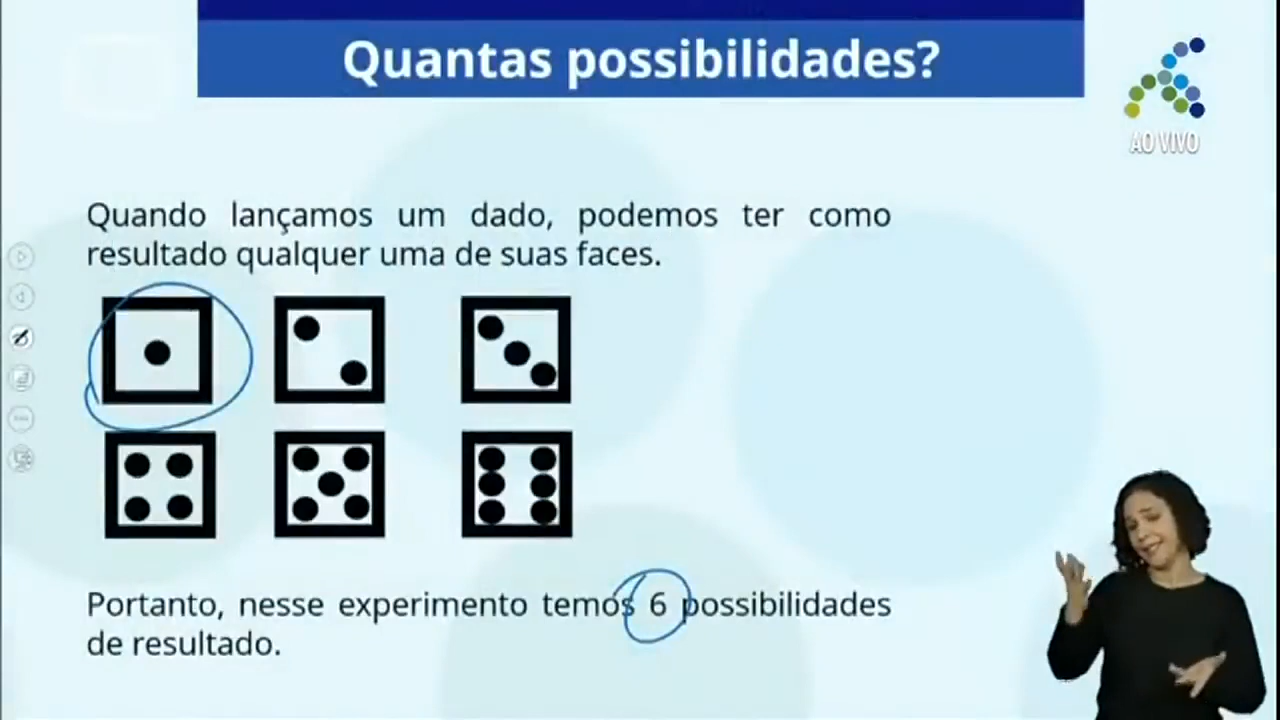 Quantas possibilidades?
AO VIVO
Quando lançamos um dado, podemos ter como
resultado qualquer uma de suas faces.
Portanto, nesse experimento temos 6 possibilidades
de resultado.